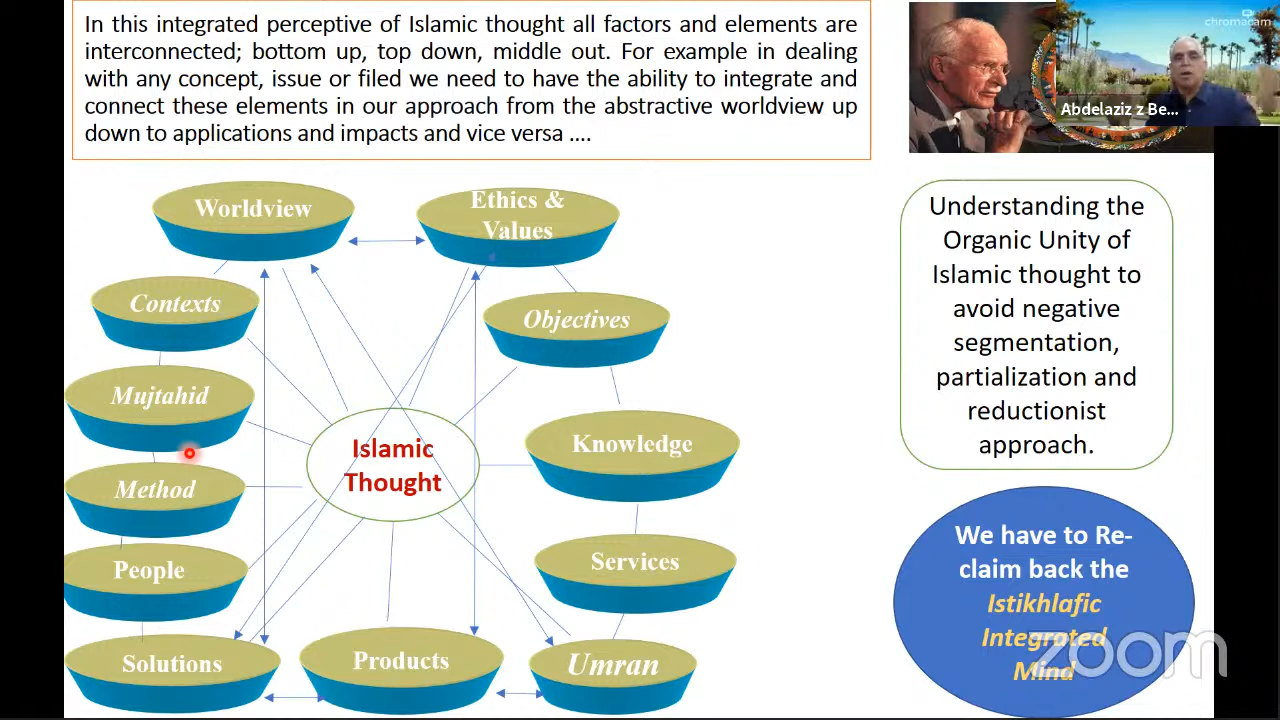 In this integrated perceptive of Islamic thought all factors and elements are
interconnected; bottom up, top down, middle out. For example in dealing
with any concept, issue or filed we need to have the ability to integrate and
connect these elements in our approach from the abstractive worldview up
down to applications and impacts and vice versa ....
chromacam
Abdelaziz z Be...
Worldview
Ethics &
Values
Contexts
Objectives
Mujtahid
Islamic
Thought
Knowledge
Method
People
Services
Solutions
Products
Umran
Understanding the
Organic Unity of
Islamic thought to
avoid negative
segmentation,
partialization and
reductionist
approach.
We have to Re-
claim back the
Istikhlafic
Integrated
Mind
zoom